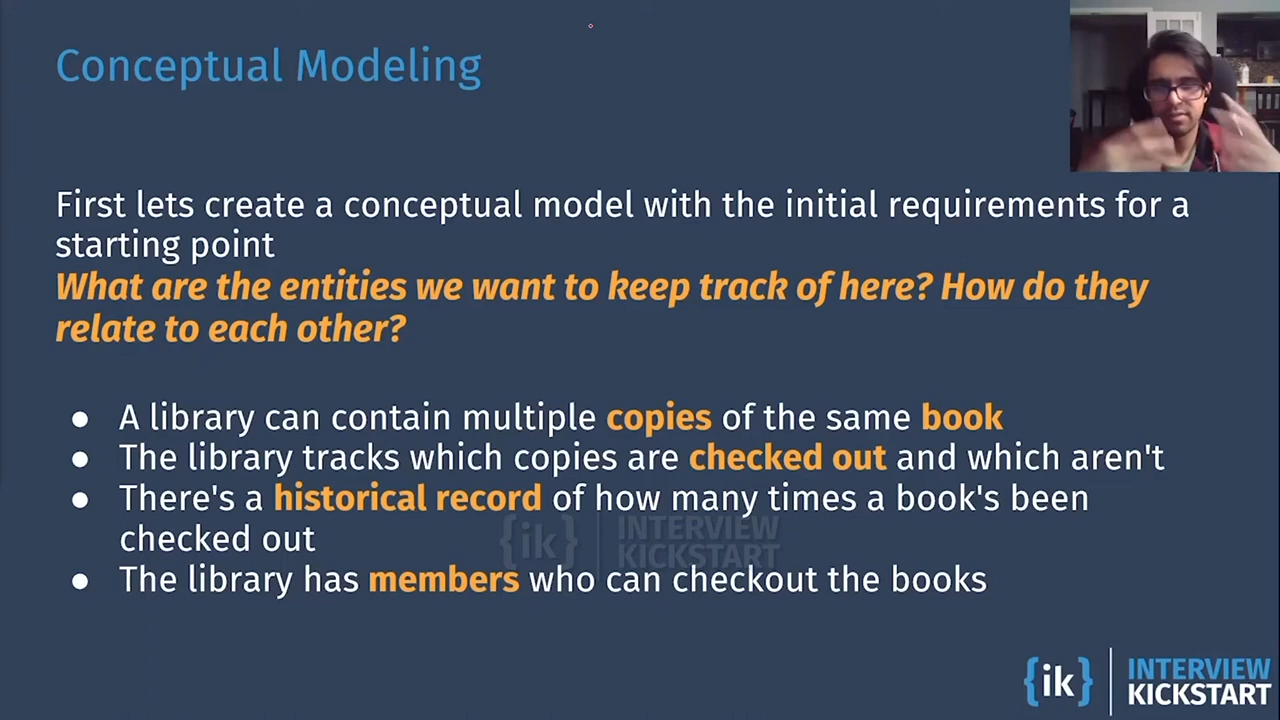 Conceptual Modeling
First lets create a conceptual model with the initial requirements for a
starting point
What are the entities we want to keep track of here? How do they
relate to each other?
● A library can contain multiple copies of the same book
● The library tracks which copies are checked out and which aren't
● There's a historical record of how many times a book's been
checked out
● The library has members who can checkout the books
{ik} INTERVIEW
KICKSTART
{ik} INTERVIEW
KICKSTART